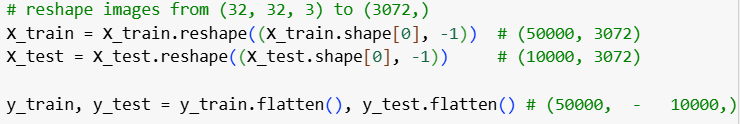 # reshape images from (32, 32, 3) to (3072,)
X_train = X_train.reshape((X_train.shape[0], -1))  # (50000, 3072)
X_test = X_test.reshape((X_test.shape[0], -1))     # (10000, 3072)
y_train, y_test = y_train.flatten(), y_test.flatten() # (50000,  -   10000,)